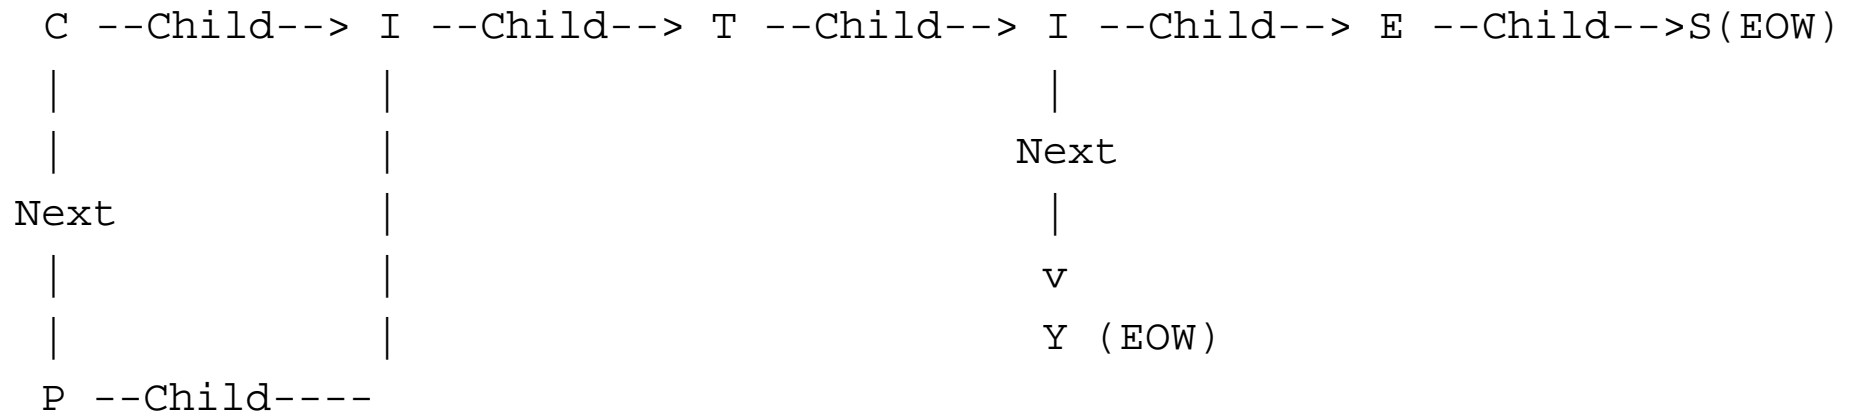 C --Child--> I --Child--> T --Child--> I --Child--> E --Child-->S(EOW)
| | |
| | Next
Next | |
| | v
| | Y (EOW)
P --Child----